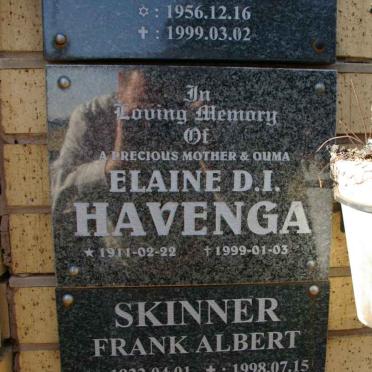 ✡ : 1956.12.16
✝ : 1999.03.02
In
Loving Memory
Of
A PRECIOUS MOTHER & OUMA
ELAINE D.I.
HAVENGA
★ 1911-02-22 †1999-01-03
SKINNER
FRANK ALBERT
✝ : 1998.07.15